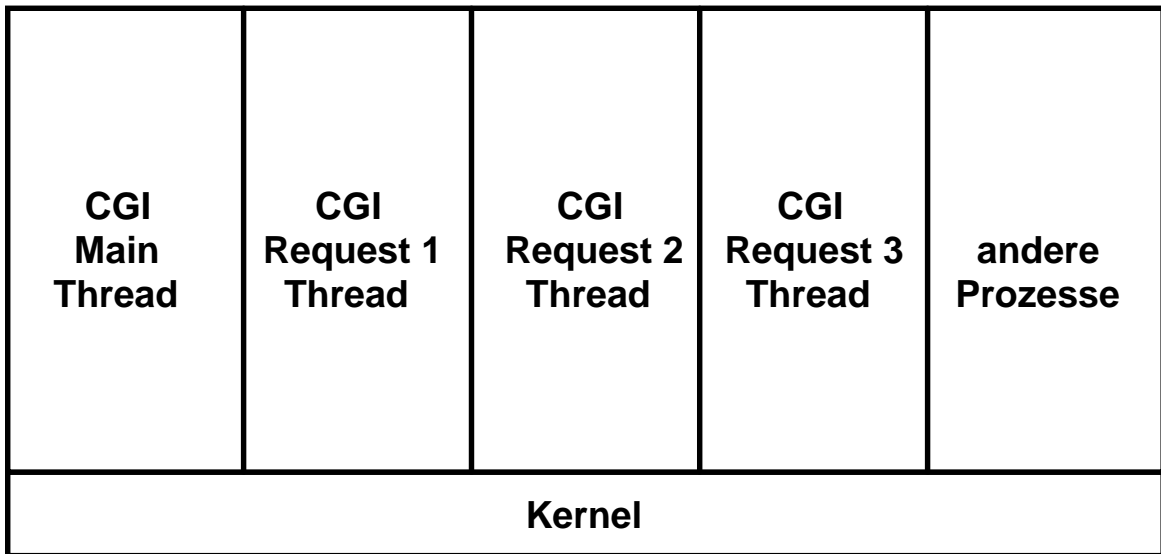 CGI
Main
Thread
CGI
Request 1
Thread
CGI
Request 2
Thread
CGI
Request 3
Thread
andere
Prozesse
Kernel